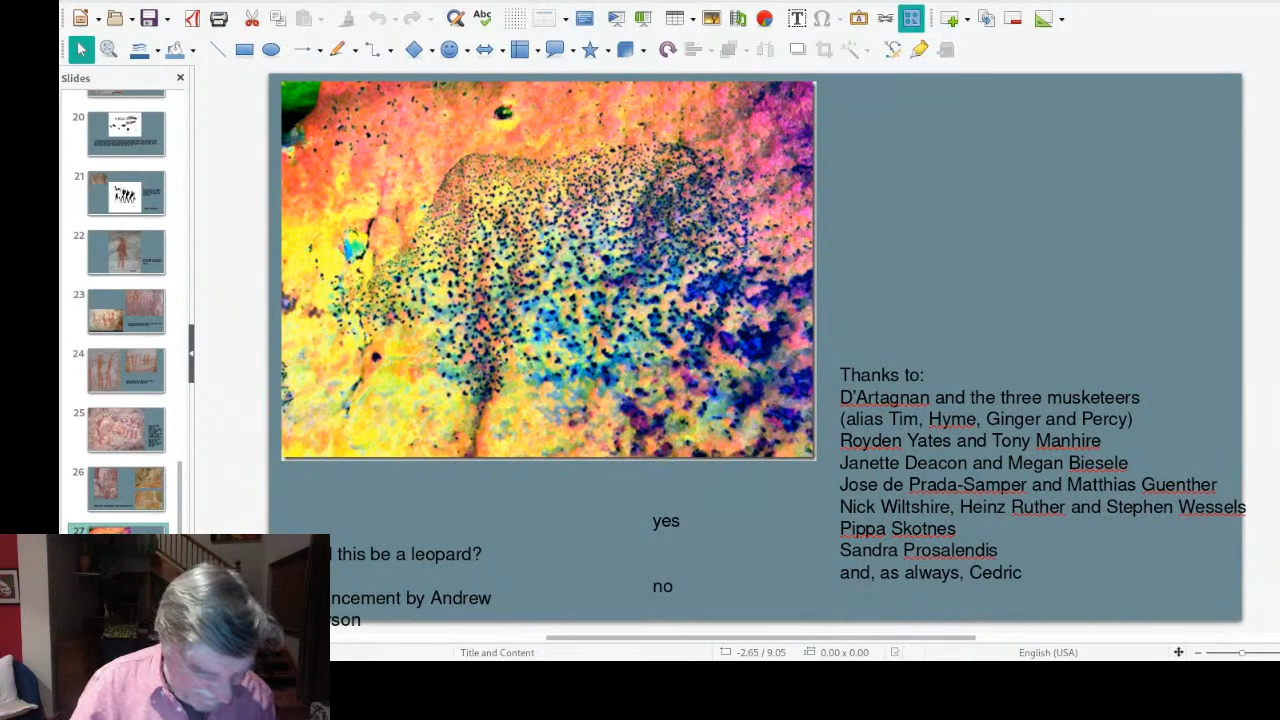 Abc
Slides
20
21
22
23
24
25
26
27
Thanks to:
D'Artagnan and the three musketeers
(alias Tim, Hyme, Ginger and Percy)
Royden Yates and Tony Manhire
Janette Deacon and Megan Biesele
Jose de Prada-Samper and Matthias Guenther
Nick Wiltshire, Heinz Ruther and Stephen Wessels
Pippa Skotnes
Sandra Prosalendis
and, as always, Cedric
yes
this be a leopard?
no
ncement by Andrew
rson
Title and Content
-2.65 / 9.05
0.00 x 0.00
English (USA)